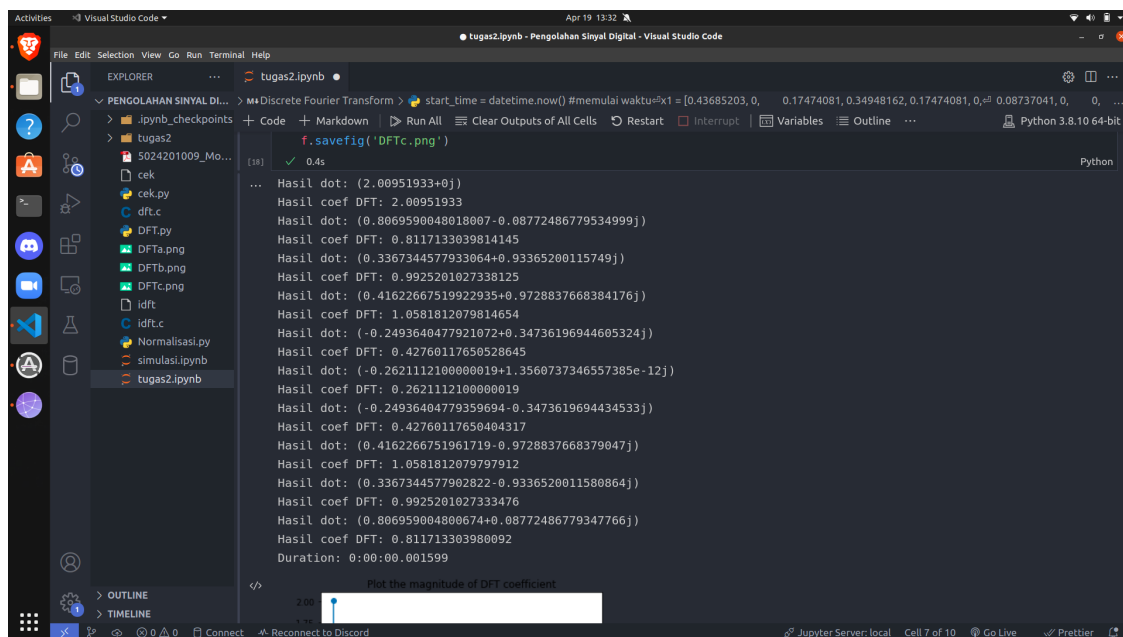 Activities Visual Studio Code Apr 19 13:32
● tugas2.ipynb - Pengolahan Sinyal Digital - Visual Studio Code
File Edit Selection View Go Run Terminal Help
EXPLORER ··· tugas2.ipynb ●
PENGOLAHAN SINYAL DI... > M↓ Discrete Fourier Transform > start_time = datetime.now() #memulai waktu⏎x1 = [0.43685203, 0, 0.17474081, 0.34948162, 0.17474081, 0,⏎ 0.08737041, 0, 0, ...
+ Code + Markdown | Run All Clear Outputs of All Cells Restart Interrupt | Variables Outline ··· Python 3.8.10 64-bit
> .ipynb_checkpoints
> tugas2
5024201009_Mo...
cek
cek.py
dft.c
DFT.py
DFTa.png
DFTb.png
DFTc.png
idft
idft.c
Normalisasi.py
simulasi.ipynb
tugas2.ipynb
> OUTLINE
> TIMELINE
f.savefig('DFTc.png')
[18] ✓ 0.4s Python
... Hasil dot: (2.00951933+0j)
Hasil coef DFT: 2.00951933
Hasil dot: (0.8069590048018007-0.08772486779534999j)
Hasil coef DFT: 0.8117133039814145
Hasil dot: (0.3367344577933064+0.93365200115749j)
Hasil coef DFT: 0.9925201027338125
Hasil dot: (0.41622667519922935+0.9728837668384176j)
Hasil coef DFT: 1.0581812079814654
Hasil dot: (-0.2493640477921072+0.34736196944605324j)
Hasil coef DFT: 0.42760117650528645
Hasil dot: (-0.2621112100000019+1.3560737346557385e-12j)
Hasil coef DFT: 0.2621112100000019
Hasil dot: (-0.24936404779359694-0.3473619694434533j)
Hasil coef DFT: 0.42760117650404317
Hasil dot: (0.4162266751961719-0.9728837668379047j)
Hasil coef DFT: 1.0581812079797912
Hasil dot: (0.3367344577902822-0.9336520011580864j)
Hasil coef DFT: 0.9925201027333476
Hasil dot: (0.806959004800674+0.08772486779347766j)
Hasil coef DFT: 0.811713303980092
Duration: 0:00:00.001599
Plot the magnitude of DFT coefficient
2.00
1.75
0 0 Connect Reconnect to Discord Jupyter Server: local Cell 7 of 10 Go Live Prettier